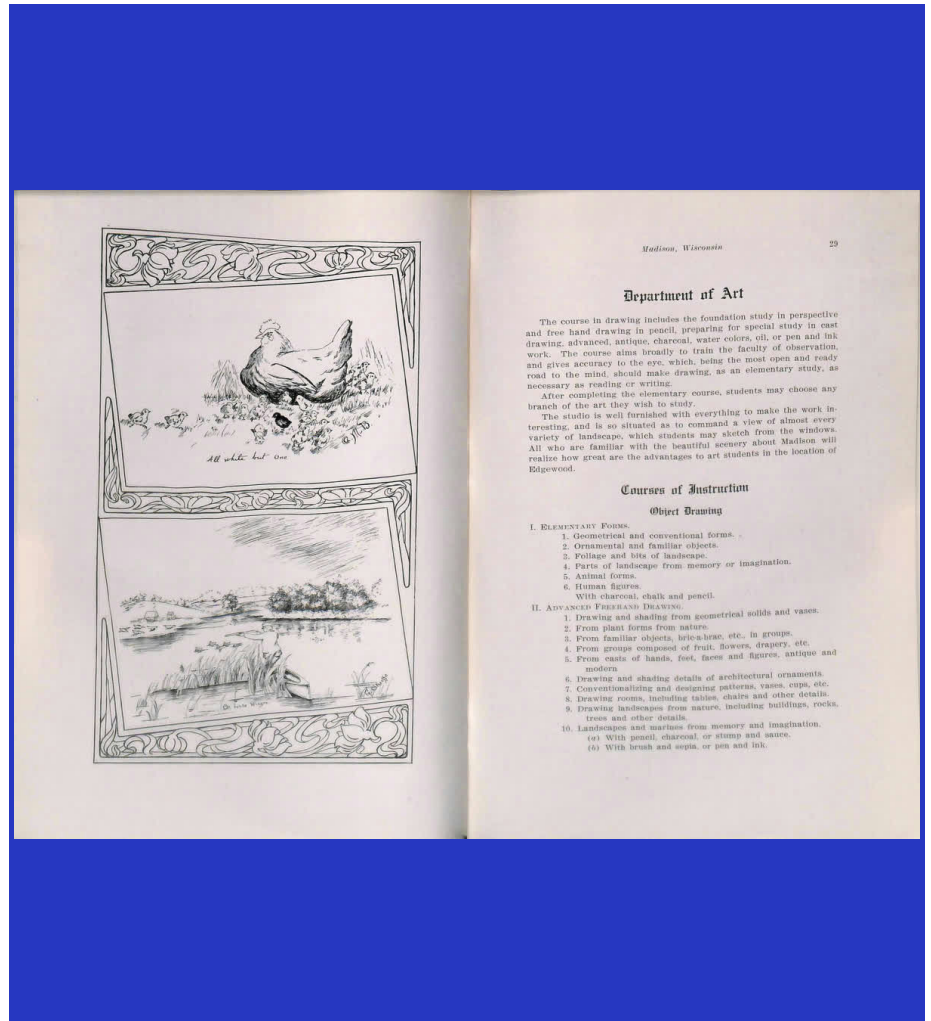 All white but One
Madison, Wisconsin
29
Department of Art
The course in drawing includes the foundation study in perspective
and free hand drawing in pencil, preparing for special study in cast
drawing, advanced, antique, charcoal, water colors, oil, or pen and ink
work. The course aims broadly to train the faculty of observation,
and gives accuracy to the eye, which, being the most open and ready
road to the mind, should make drawing, as an elementary study, as
necessary as reading or writing.
After completing the elementary course, students may choose any
branch of the art they wish to study.
The studio is well furnished with everything to make the work in-
teresting, and is so situated as to command a view of almost every
variety of landscape, which students may sketch from the windows.
All who are familiar with the beautiful scenery about Madison will
realize how great are the advantages to art students in the location of
Edgewood.
Courses of Instruction
Object Drawing
I. ELEMENTARY FORMS.
1. Geometrical and conventional forms.
2. Ornamental and familiar objects.
3. Foliage and bits of landscape.
4. Parts of landscape from memory or imagination.
5. Animal forms.
6. Human figures.
With charcoal, chalk and pencil.
II. ADVANCED FREEHAND DRAWING.
1. Drawing and shading from geometrical solids and vases.
2. From plant forms from nature.
3. From familiar objects, bric-a-brac, etc., in groups.
4. From groups composed of fruit, flowers, drapery, etc.
5. From casts of hands, feet, faces and figures, antique and
modern
6. Drawing and shading details of architectural ornaments.
7. Conventionalizing and designing patterns, vases, cups, etc.
8. Drawing rooms, including tables, chairs and other details.
9. Drawing landscapes from nature, including buildings, rocks,
trees and other details.
10. Landscapes and marines from memory and imagination.
(a) With pencil, charcoal, or stump and sauce.
(b) With brush and sepia, or pen and ink.